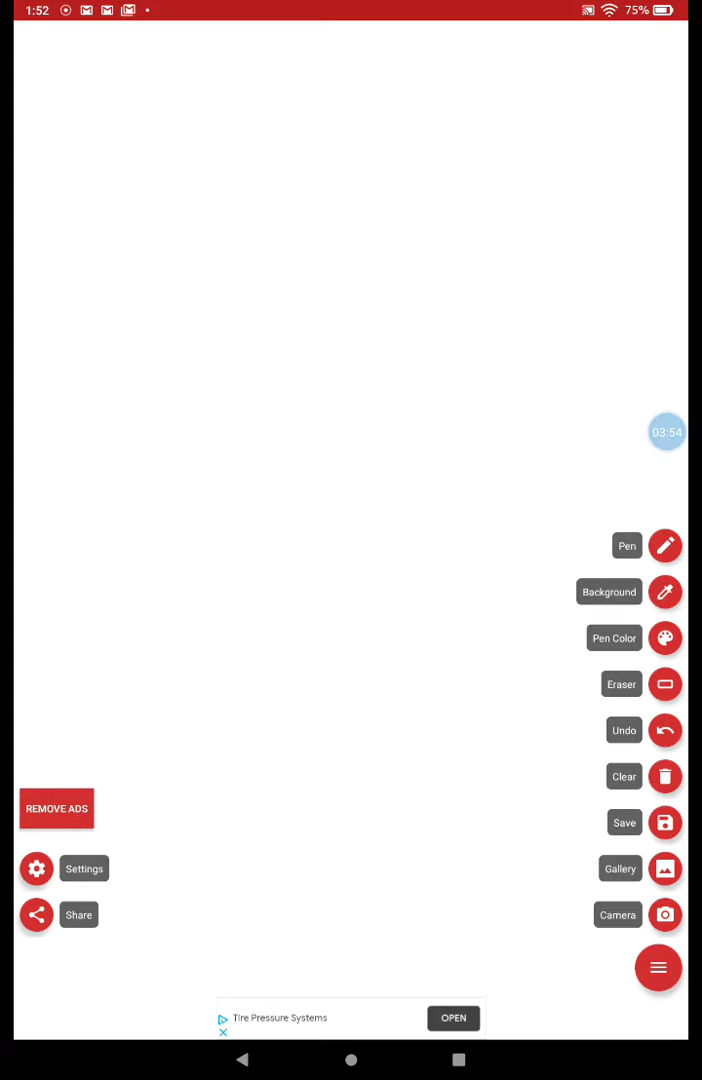 1:52
75%
03:54
Pen
Background
Pen Color
Eraser
Undo
Clear
REMOVE ADS
Save
Settings
Gallery
Share
Camera
Tire Pressure Systems
OPEN